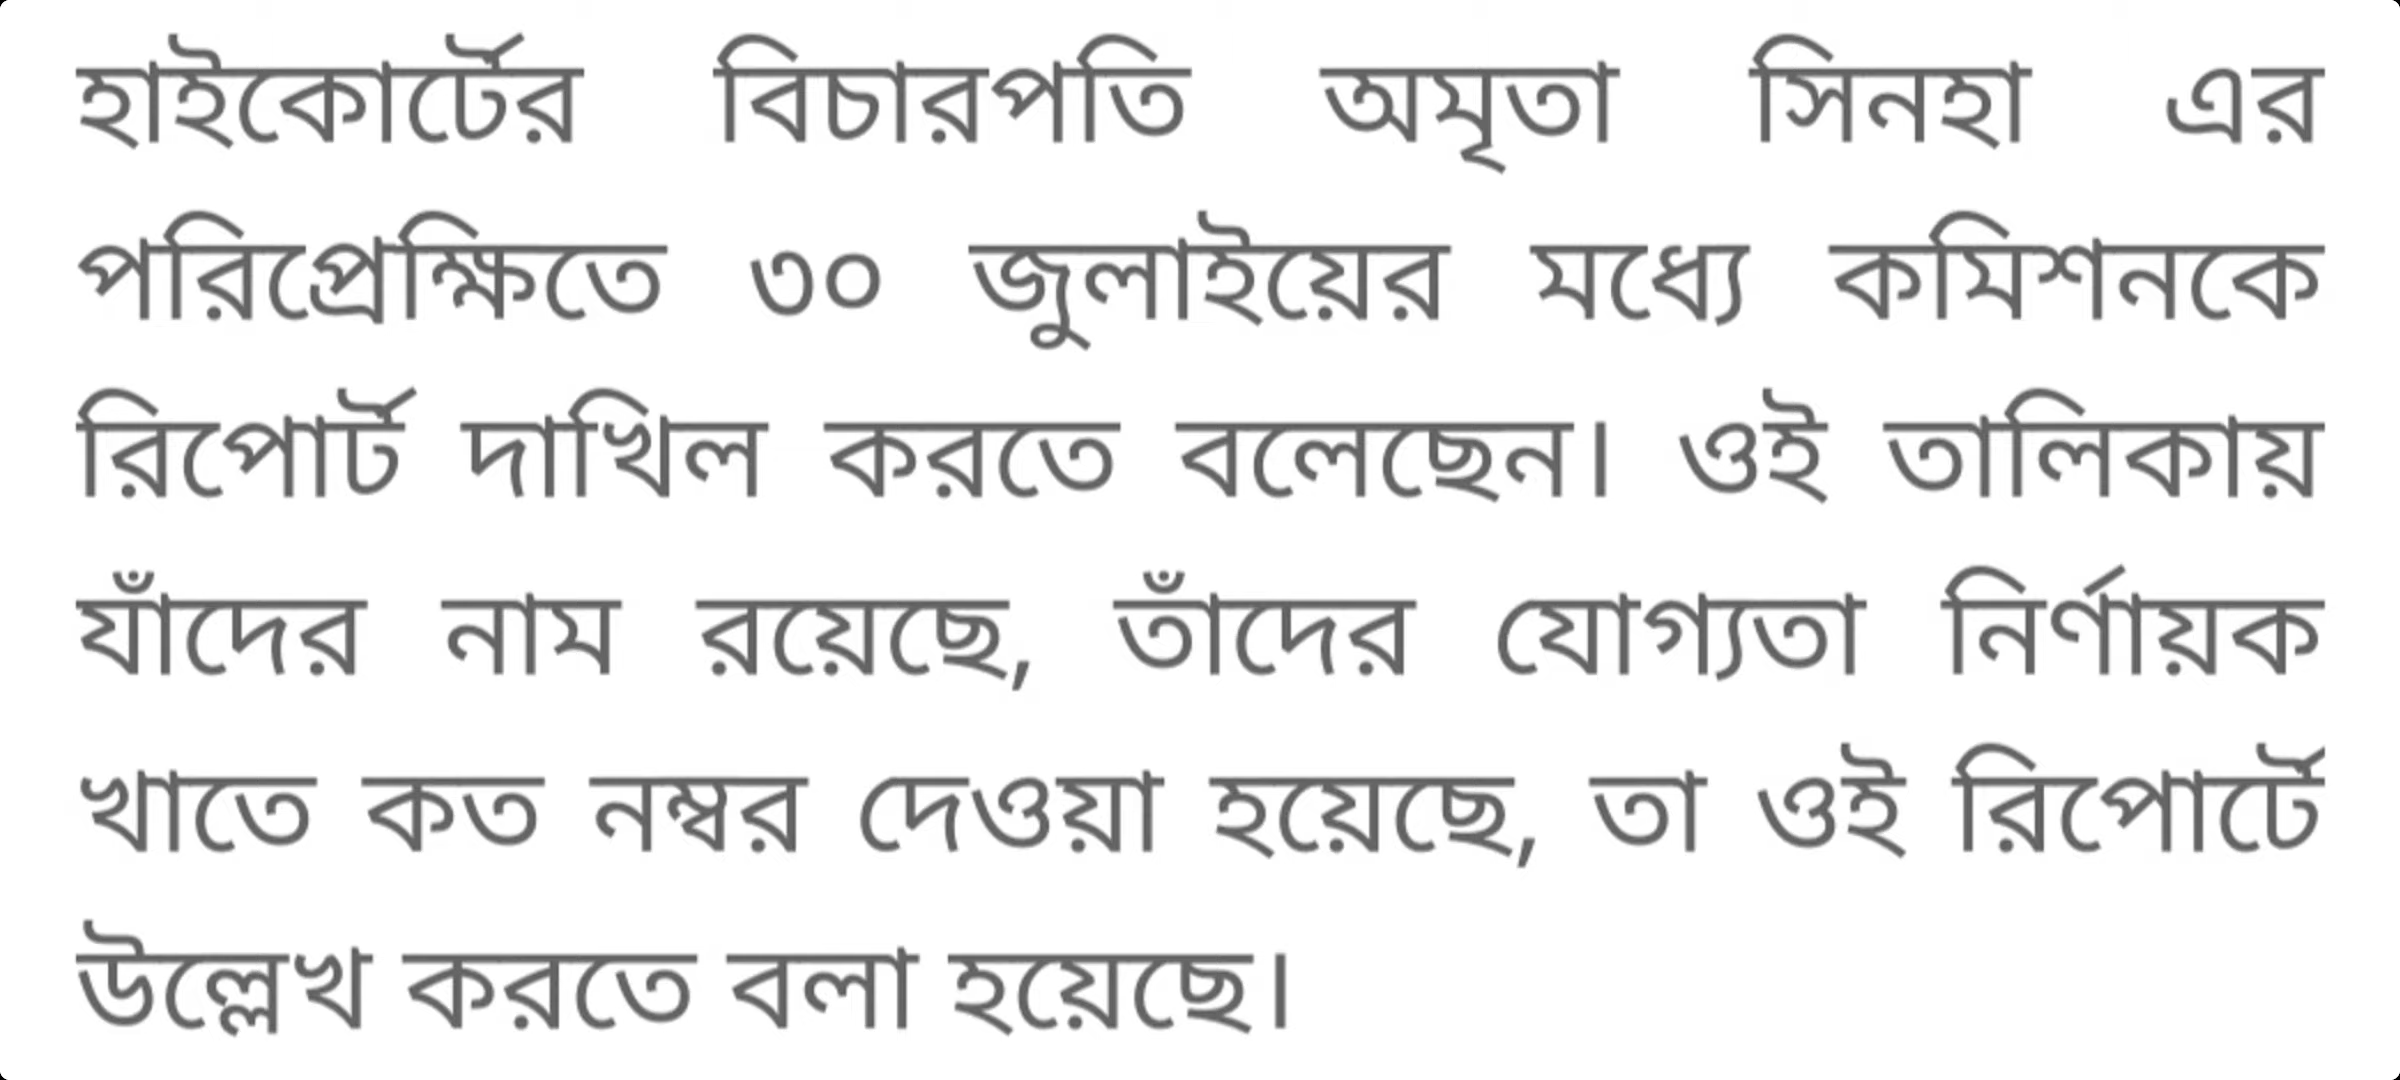 হাইকোর্টের বিচারপতি অমৃতা সিনহা এর
পরিপ্রেক্ষিতে ৩০ জুলাইয়ের মধ্যে কমিশনকে
রিপোর্ট দাখিল করতে বলেছেন। ওই তালিকায়
যাঁদের নাম রয়েছে, তাঁদের যোগ্যতা নির্ণায়ক
খাতে কত নম্বর দেওয়া হয়েছে, তা ওই রিপোর্টে
উল্লেখ করতে বলা হয়েছে।